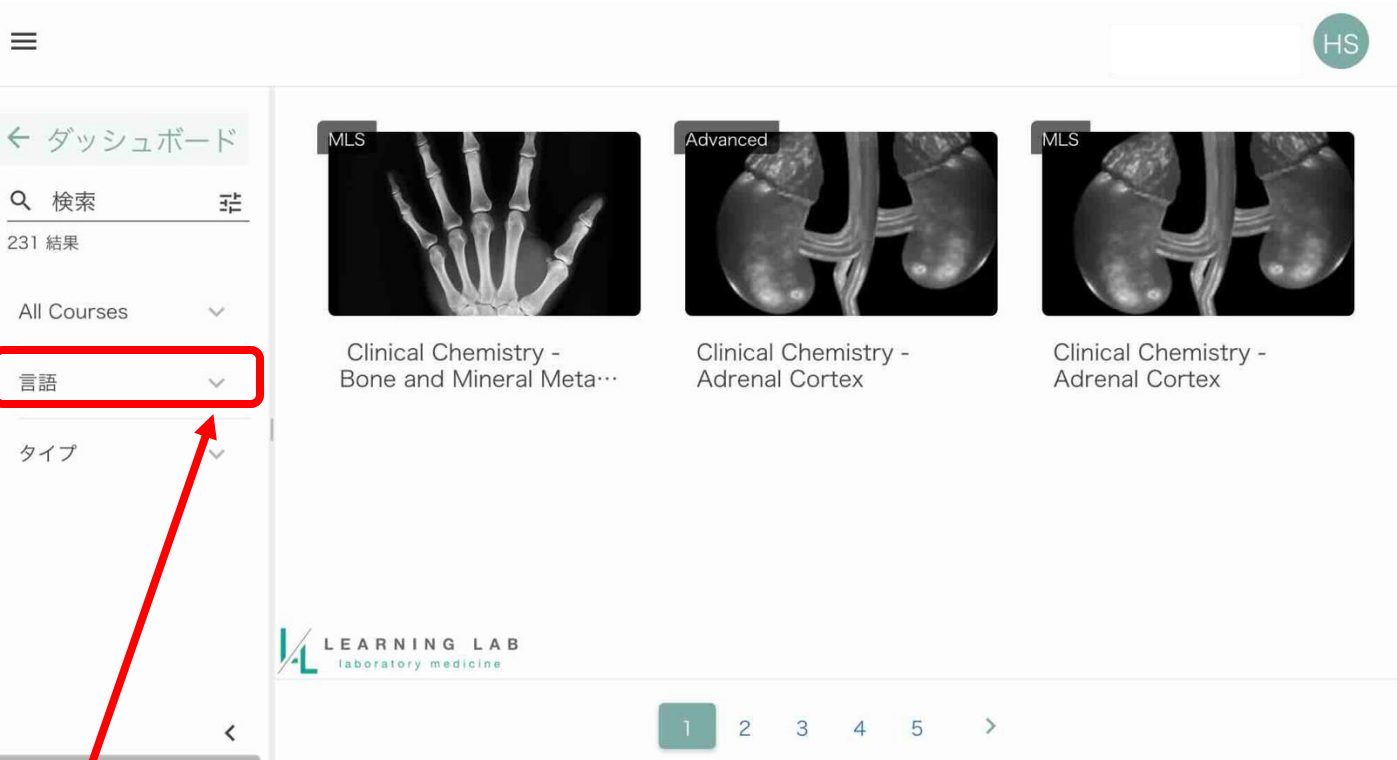 HS
ダッシュボード
検索
231 結果
All Courses
言語
タイプ
MLS
Clinical Chemistry -
Bone and Mineral Meta…
Advanced
Clinical Chemistry -
Adrenal Cortex
MLS
Clinical Chemistry -
Adrenal Cortex
LEARNING LAB
laboratory medicine
1 2 3 4 5